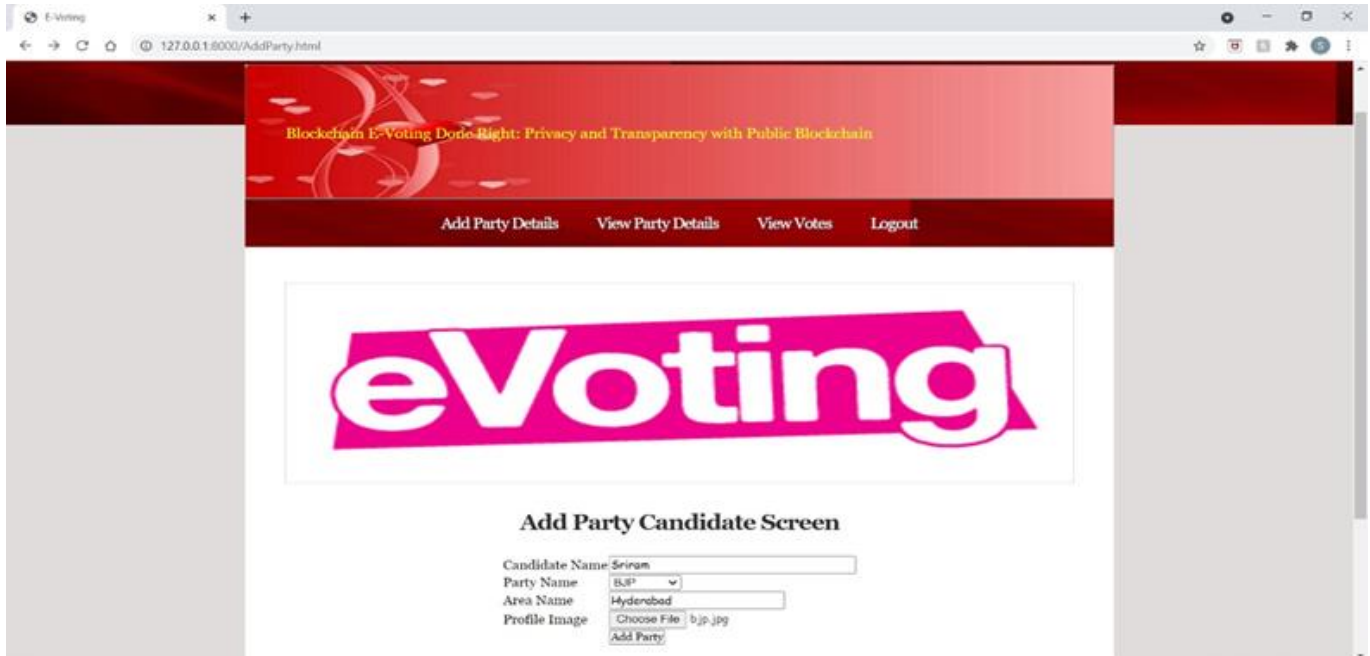 E-Voting
127.0.0.1:8000/AddParty.html
S
Blockchain E-Voting Done Right: Privacy and Transparency with Public Blockchain
Add Party Details View Party Details View Votes Logout
eVoting
Add Party Candidate Screen
Candidate Name Sriram
Party Name BJP
Area Name Hyderabad
Profile Image Choose File bjp.jpg
Add Party